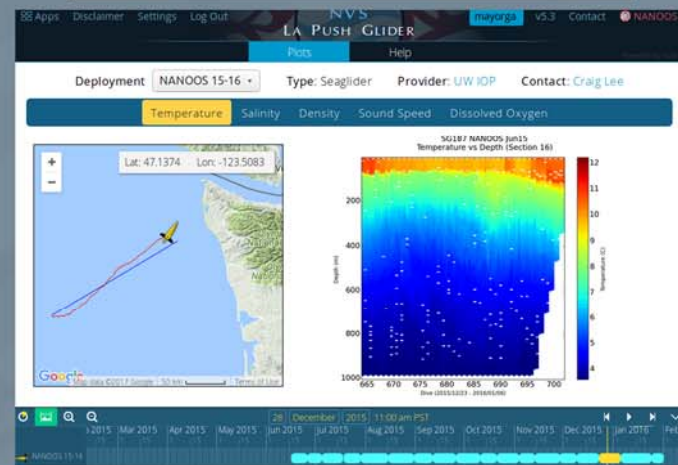 Apps Disclaimer Settings Log Out NVS mayorga v5.3 Contact NANOOS
LA PUSH GLIDER
Plots Help
Deployment NANOOS 15-16 Type: Seaglider Provider: UW IOP Contact: Craig Lee
Temperature Salinity Density Sound Speed Dissolved Oxygen
SG187 NANOOS Jun15
Temperature vs Depth (Section 16)
+
−
Lat: 47.1374 Lon: -123.5083
Depth (m)
200
400
600
800
1000
665 670 675 680 685 690 695 700
Dive (2015/12/23 - 2016/01/06)
12
11
10
9
8
7
6
5
4
Temperature (C)
Google Map data ©2017 Google 50 km Terms of Use
28 December 2015 11:00 am PST
2015 Mar 2015 Apr 2015 May 2015 Jun 2015 Jul 2015 Aug 2015 Sep 2015 Oct 2015 Nov 2015 Dec 2015 Jan 2016 Feb
NANOOS 15-16